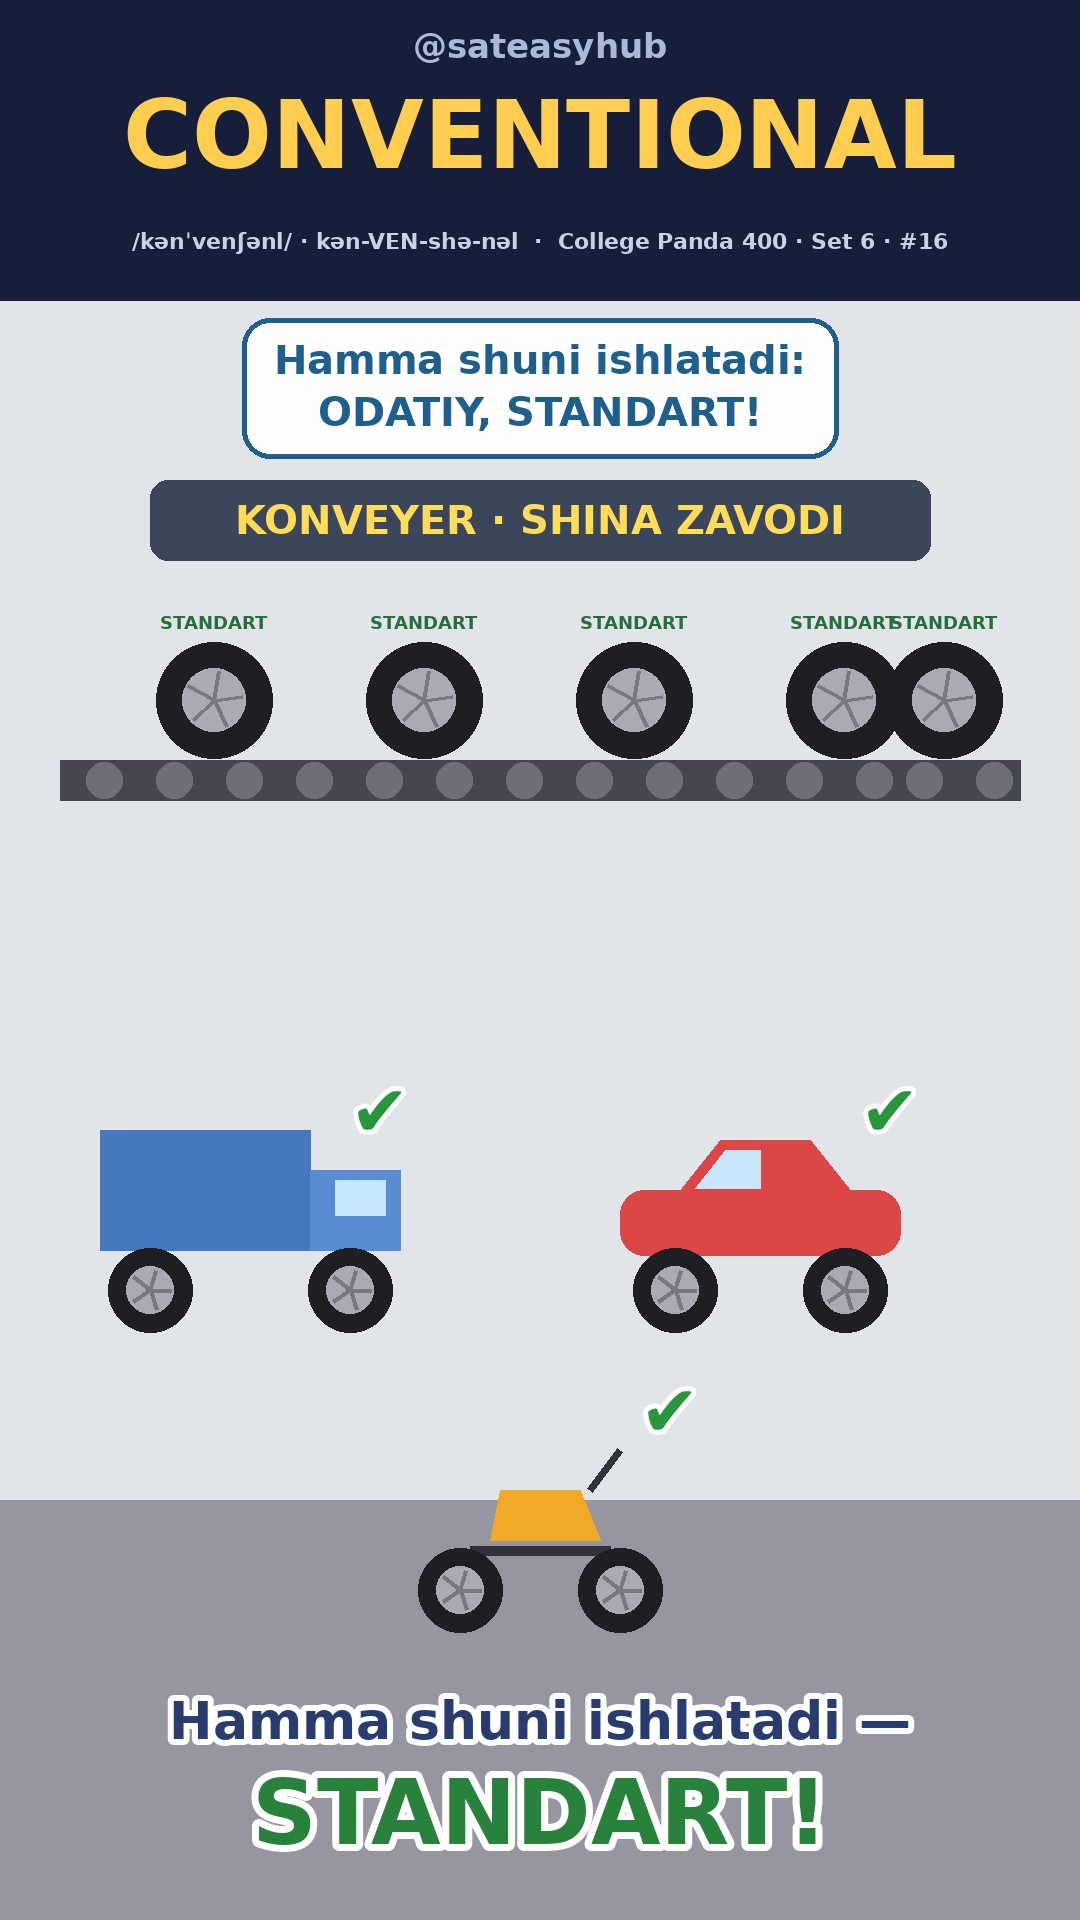 @sateasyhub
CONVENTIONAL
/kənˈvenʃənl/ · kən-VEN-shə-nəl · College Panda 400 · Set 6 · #16
Hamma shuni ishlatadi:
ODATIY, STANDART!
KONVEYER · SHINA ZAVODI
STANDART STANDART STANDART STANDART STANDART
Hamma shuni ishlatadi —
STANDART!